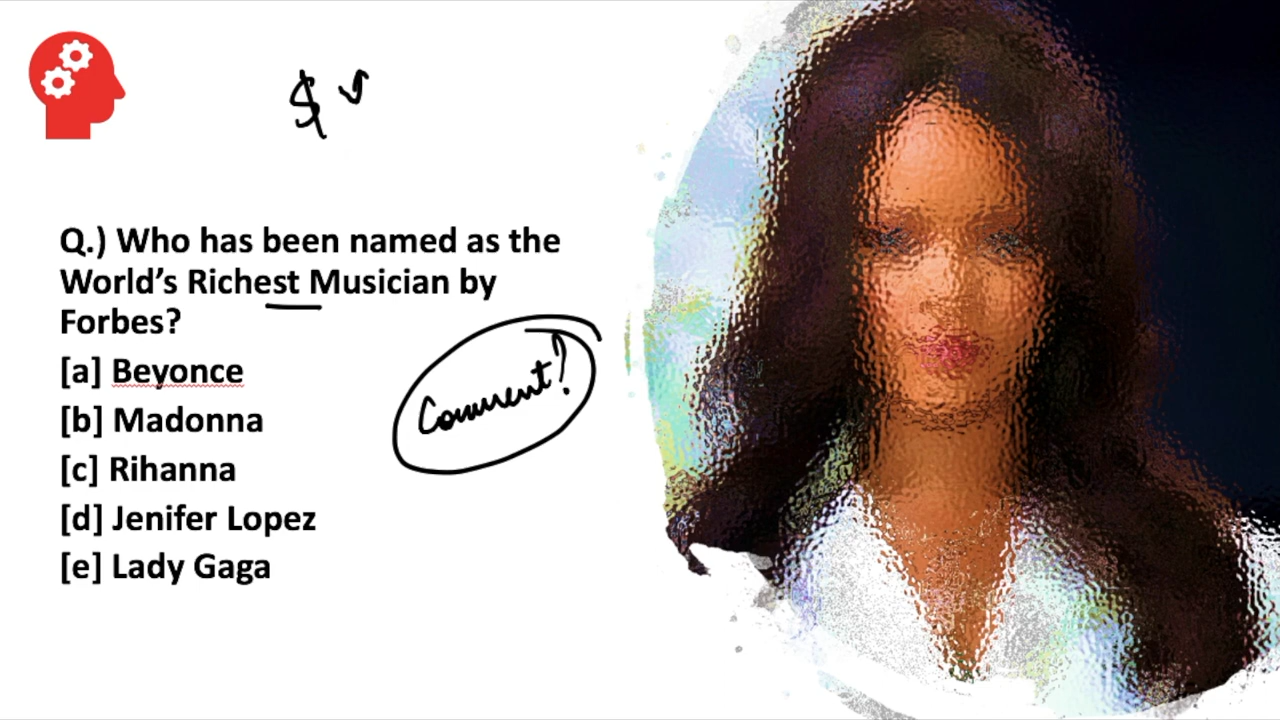 $
Q.) Who has been named as the
World’s Richest Musician by
Forbes?
[a] Beyonce
Comment?
[b] Madonna
[c] Rihanna
[d] Jenifer Lopez
[e] Lady Gaga